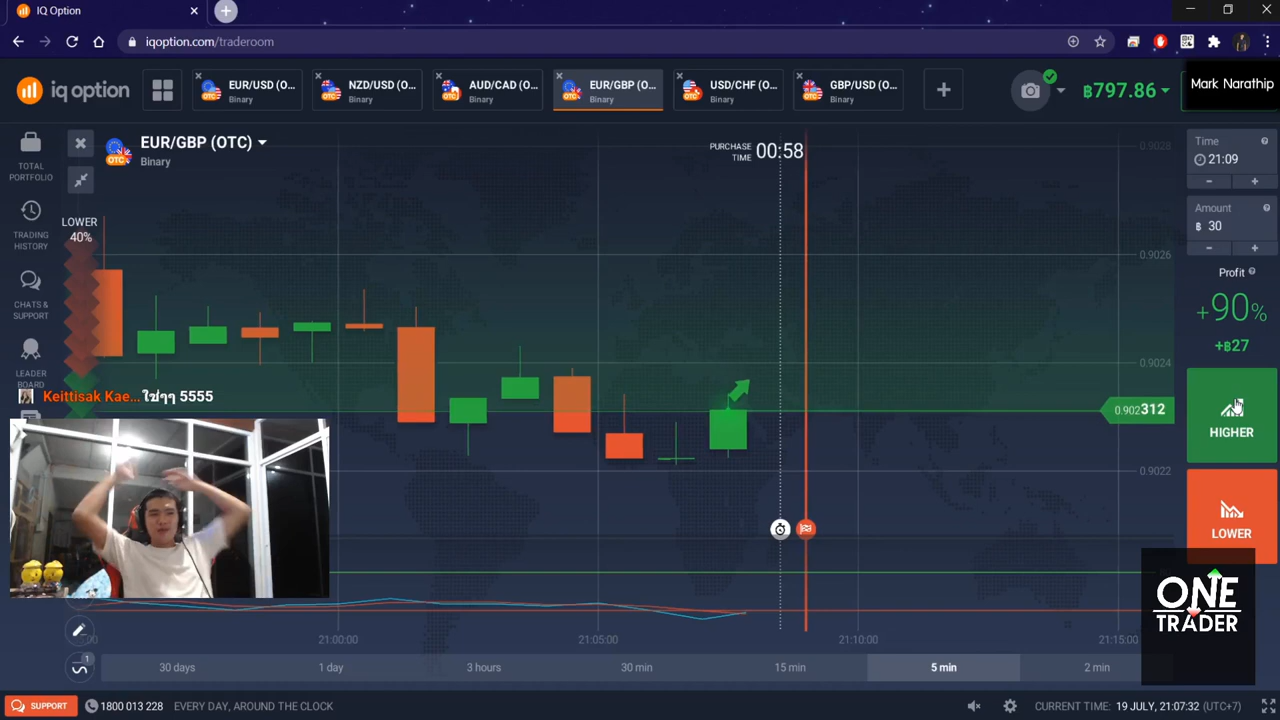 IQ Option
iqoption.com/traderoom
iq option
EUR/USD (O...
Binary
NZD/USD (O...
Binary
AUD/CAD (O...
Binary
EUR/GBP (O...
Binary
USD/CHF (O...
Binary
GBP/USD (O...
Binary
฿797.86
Mark Narathip
TOTAL
PORTFOLIO
TRADING
HISTORY
CHATS &
SUPPORT
LEADER
BOARD
OTC
EUR/GBP (OTC)
Binary
LOWER
40%
PURCHASE
TIME
00:58
0.9028
0.9026
0.9024
0.902312
0.9022
Time
21:09
Amount
฿ 30
Profit
+90%
+฿27
HIGHER
LOWER
Keittisak Kae... ใช่ๆๆ 5555
ONE
TRADER
21:00:00
21:05:00
21:10:00
21:15:00
1
30 days
1 day
3 hours
30 min
15 min
5 min
2 min
SUPPORT
1800 013 228
EVERY DAY, AROUND THE CLOCK
CURRENT TIME: 19 JULY, 21:07:32 (UTC+7)